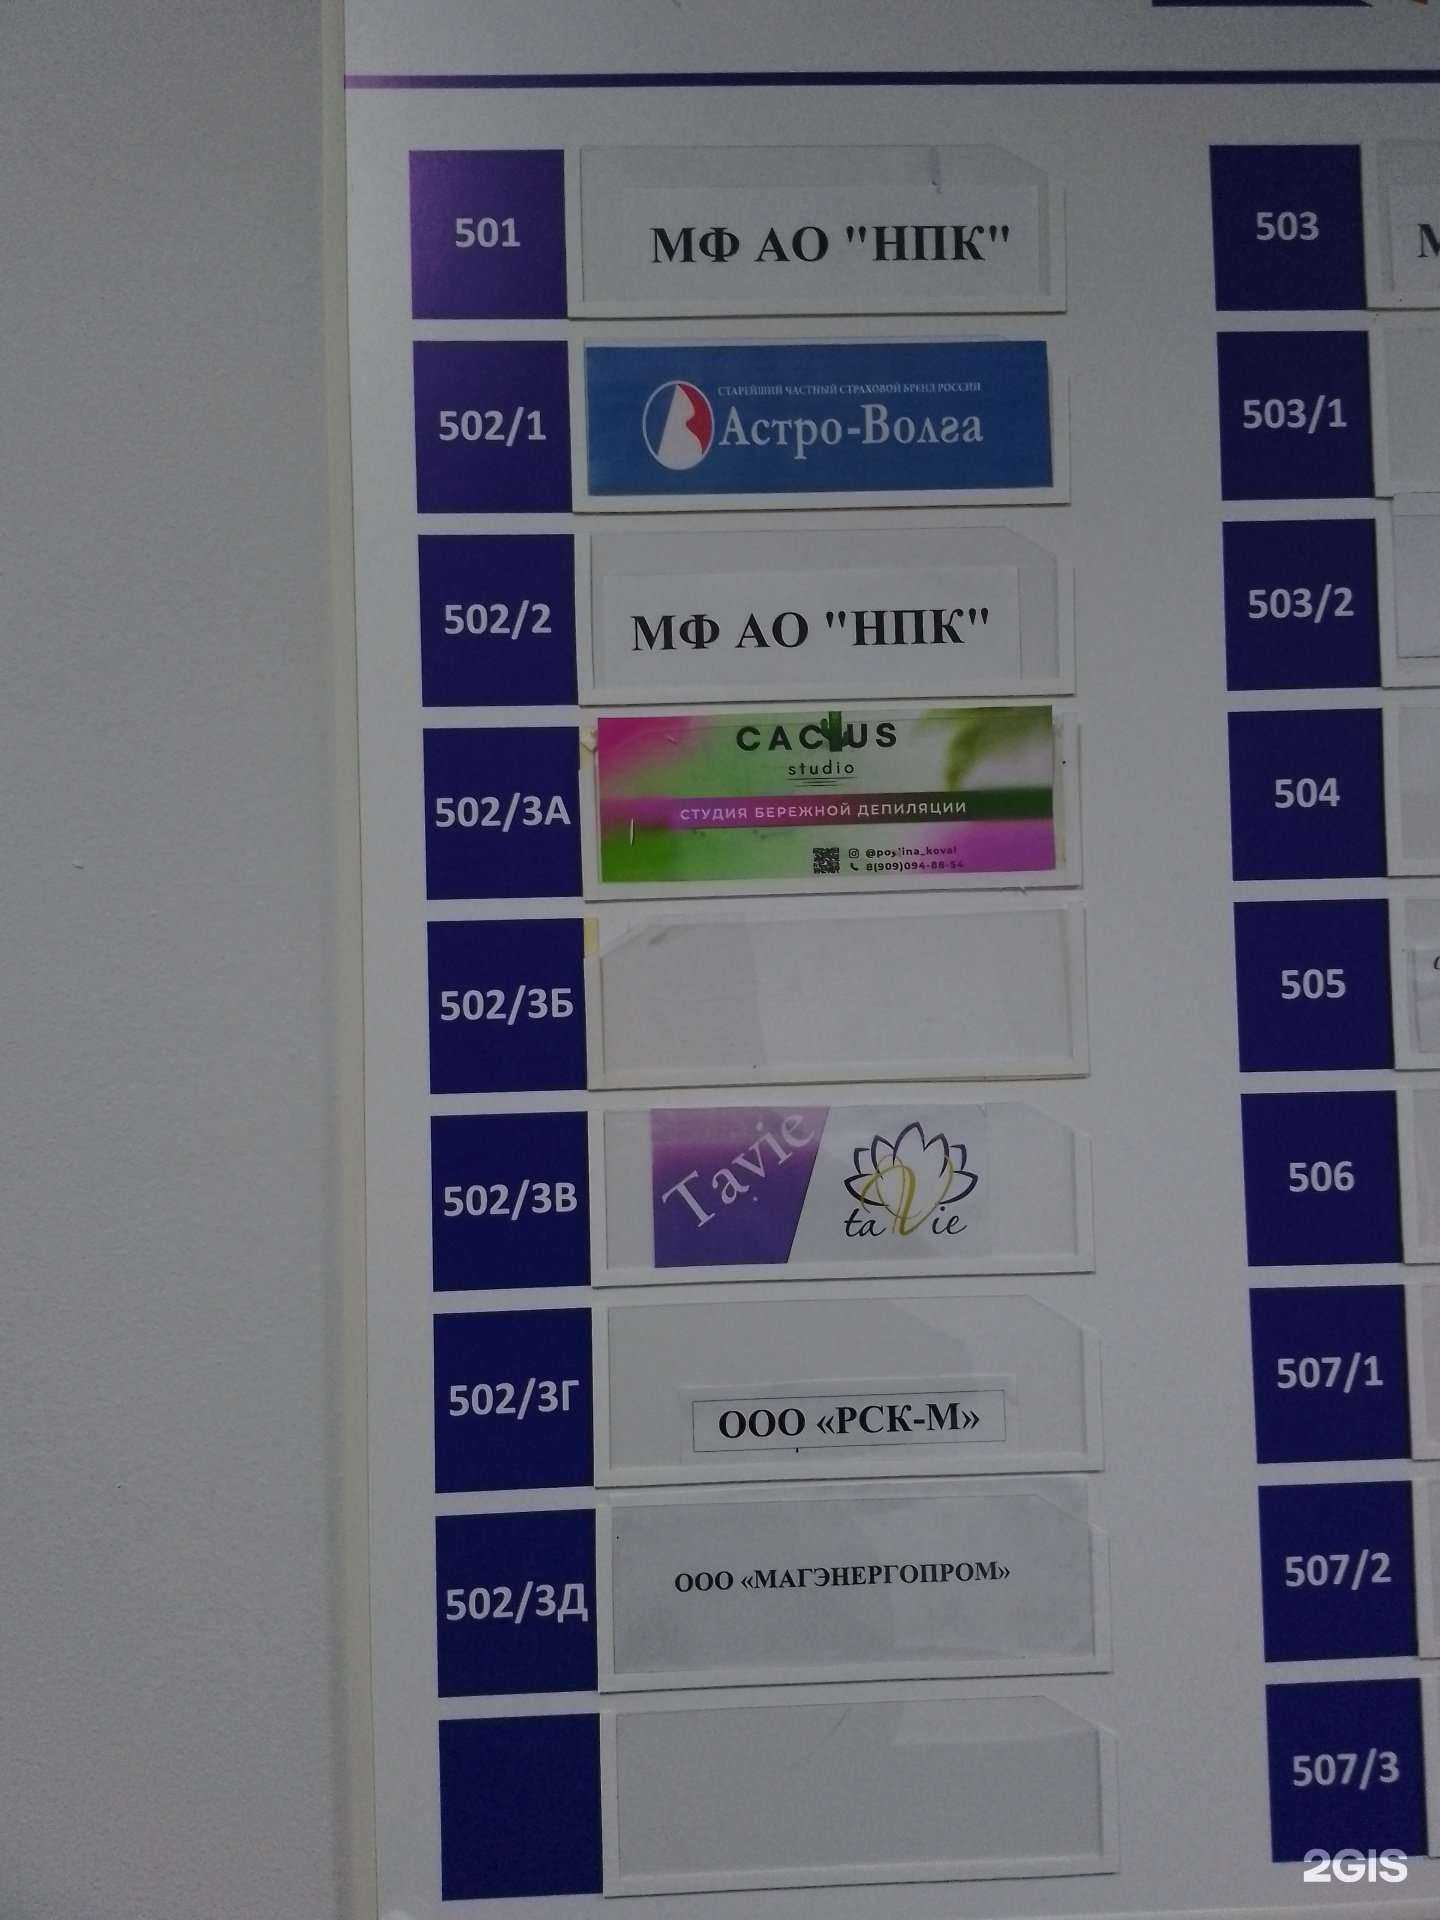 501
МФ АО "НПК"
502/1
СТАРЕЙШИЙ ЧАСТНЫЙ СТРАХОВОЙ БРЕНД РОССИИ
Астро-Волга
502/2
МФ АО "НПК"
502/3А
CACTUS
studio
СТУДИЯ БЕРЕЖНОЙ ДЕПИЛЯЦИИ
8(909)094-88-54
502/3Б
502/3В
Tavie
taVie
502/3Г
ООО «РСК-М»
502/3Д
ООО «МАГЭНЕРГОПРОМ»
503
503/1
503/2
504
505
506
507/1
507/2
507/3
2GIS